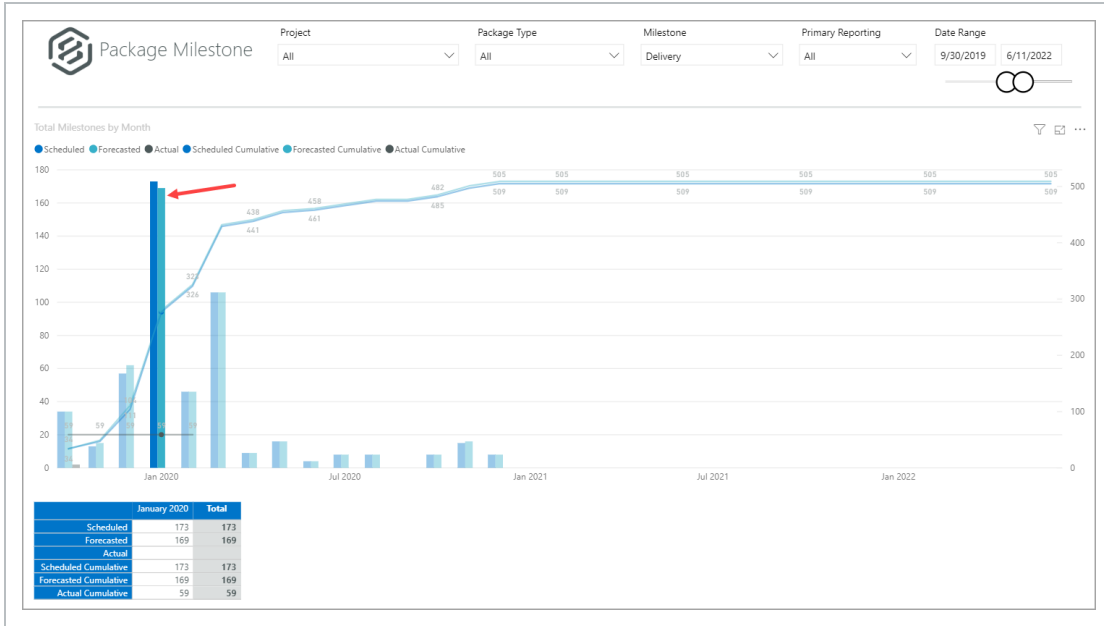 Package Milestone
Project
All
Package Type
All
Milestone
Delivery
Primary Reporting
All
Date Range
9/30/2019 6/11/2022
Total Milestones by Month
Scheduled Forecasted Actual Scheduled Cumulative Forecasted Cumulative Actual Cumulative
180
160
140
120
100
80
60
40
20
0
500
400
300
200
100
0
505 505 505 505 505 505
509 509 509 509 509 509
482
485
458
461
438
441
326
59 59 59 59
Jan 2020 Jul 2020 Jan 2021 Jul 2021 Jan 2022
January 2020 Total
Scheduled 173 173
Forecasted 169 169
Actual
Scheduled Cumulative 173 173
Forecasted Cumulative 169 169
Actual Cumulative 59 59